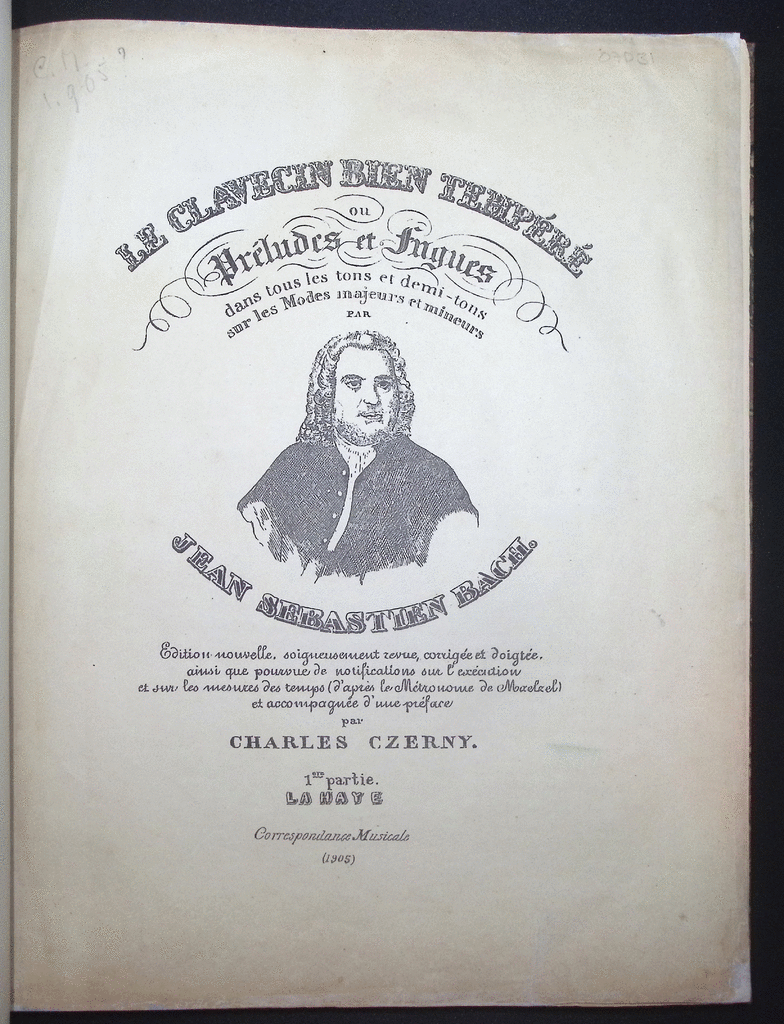 C.M. ?
1.905
LE CLAVECIN BIEN TEMPÉRÉ
ou
Préludes et Fugues
dans tous les tons et demi-tons
sur les Modes majeurs et mineurs
PAR
JEAN SEBASTIEN BACH.
Edition nouvelle, soigneusement revue, corrigée et doigtée,
ainsi que pourvue de notifications sur l'exécution
et sur les mesures des temps (d'après le Métronome de Maelzel)
et accompagnée d'une préface
par
CHARLES CZERNY.
1re partie.
LA HAYE
Correspondance Musicale
(1905)